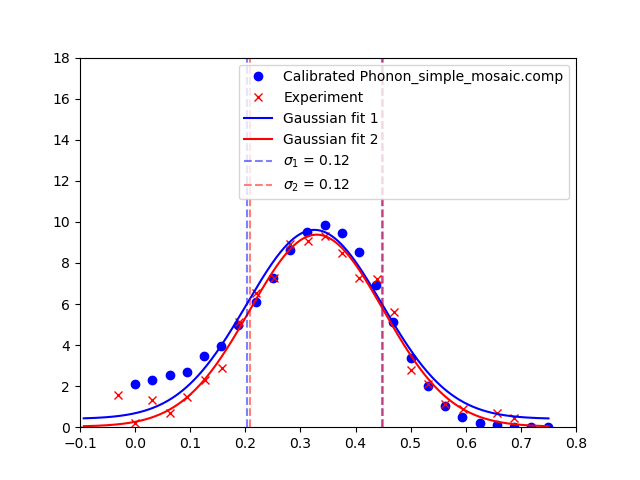 18
16
14
12
10
8
6
4
2
0
Calibrated Phonon_simple_mosaic.comp
Experiment
Gaussian fit 1
Gaussian fit 2
σ1 = 0.12
σ2 = 0.12
−0.1 0.0 0.1 0.2 0.3 0.4 0.5 0.6 0.7 0.8